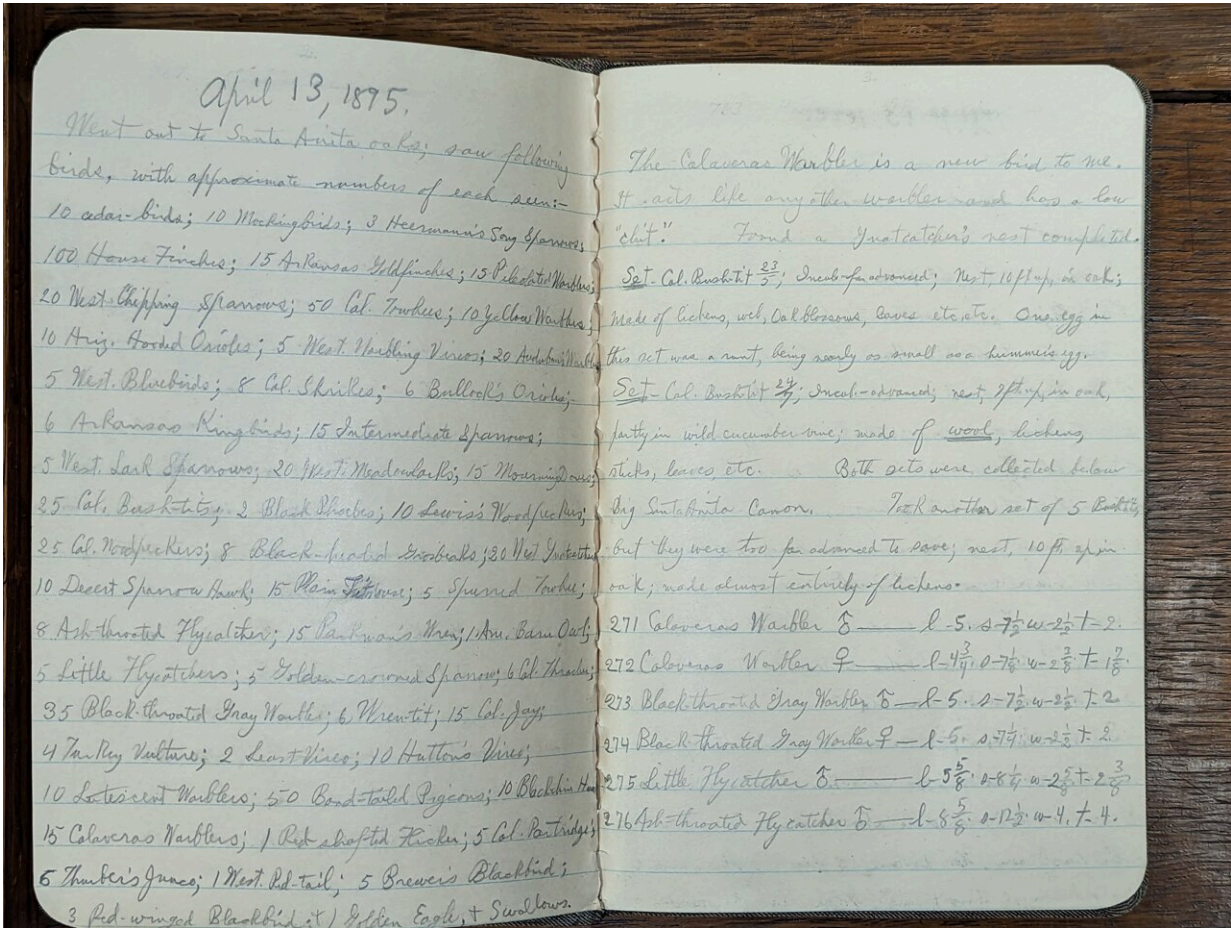 April 13, 1895.
Went out to Santa Anita oaks; saw following
birds, with approximate numbers of each seen:-
10 cedar-birds; 10 Mockingbirds; 3 Heermann's Song Sparrows;
100 House Finches; 15 Arkansas Goldfinches; 15 Pileolated Warblers;
20 West. Chipping Sparrows; 50 Cal. Towhees; 10 Yellow Warblers;
10 Ariz. Hooded Orioles; 5 West. Warbling Vireos; 20 Audubon's Warbl
5 West. Bluebirds; 8 Cal. Shrikes; 6 Bullock's Orioles;
6 Arkansas Kingbirds; 15 Intermediate Sparrows;
5 West. Lark Sparrows; 20 West. Meadowlarks; 15 Mourning Doves;
25 Cal. Bush-tits; 2 Black Phoebes; 10 Lewis's Woodpeckers;
25 Cal. Woodpeckers; 8 Black-headed Grosbeaks; 20 West. Gnatcatchers
10 Desert Sparrow Hawk; 15 Plain Titmouse; 5 Spurred Towhee;
8 Ash-throated Flycatcher; 15 Parkman's Wren; 1 Am. Barn Owl;
5 Little Flycatchers; 5 Golden-crowned Sparrow; 6 Cal. Thrasher;
35 Black-throated Gray Warbler; 6 Wren-tit; 15 Cal. Jay;
4 Turkey Vulture; 2 Least Vireo; 10 Hutton's Vireo;
10 Lutescent Warblers; 50 Band-tailed Pigeons; 10 Blckchin Hum
15 Calaveras Warblers; 1 Red-shafted Flicker; 5 Cal. Partridge;
6 Thurber's Junco; 1 West. Red-tail; 5 Brewer's Blackbird;
3 Red-winged Blackbird; + 1 Golden Eagle, + Swallows.
The Calaveras Warbler is a new bird to me.
It acts like any other warbler and has a low
"chit." Found a Gnatcatcher's nest completed.
Set- Cal. Bush-tit 23/5; Incub-far advanced; nest, 10 ft up, in oak;
made of lichens, web, oak blossoms, leaves etc. etc. One egg in
this set was a runt, being nearly as small as a hummer's egg.
Set- Cal. Bush-tit; Incub.-advanced; nest, ft up, in oak,
partly in wild cucumber vine; made of wool, lichens,
sticks, leaves, etc. Both sets were collected below
Big Santa Anita Canon. Took another set of 5 Bushtits,
but they were too far advanced to save; nest, 10 ft. up in
oak; made almost entirely of lichens.
271 Calaveras Warbler ♂ — l-5. s-7½ w-2½ t-2.
272 Calaveras Warbler ♀ — l-4¾. s-7⅛. w-2⅜ t-1⅞.
273 Black-throated Gray Warbler ♂ — l-5. s-7½. w-2½. t-2
274 Black-throated Gray Warbler ♀ — l-5. s-7¼. w-2½ t-2
275 Little Flycatcher ♂ — l-5⅝. s-8¼. w-2⅝ t-2⅜
276 Ash-throated Flycatcher ♂ — l-8⅝. s-12½. w-4. t-4.